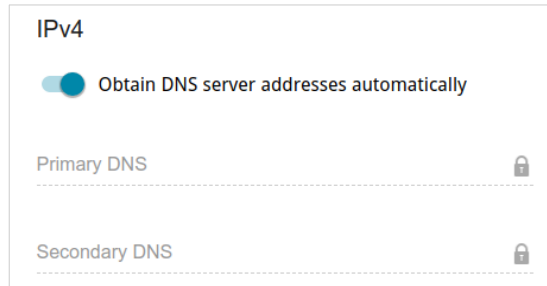 IPv4
Obtain DNS server addresses automatically
Primary DNS
Secondary DNS